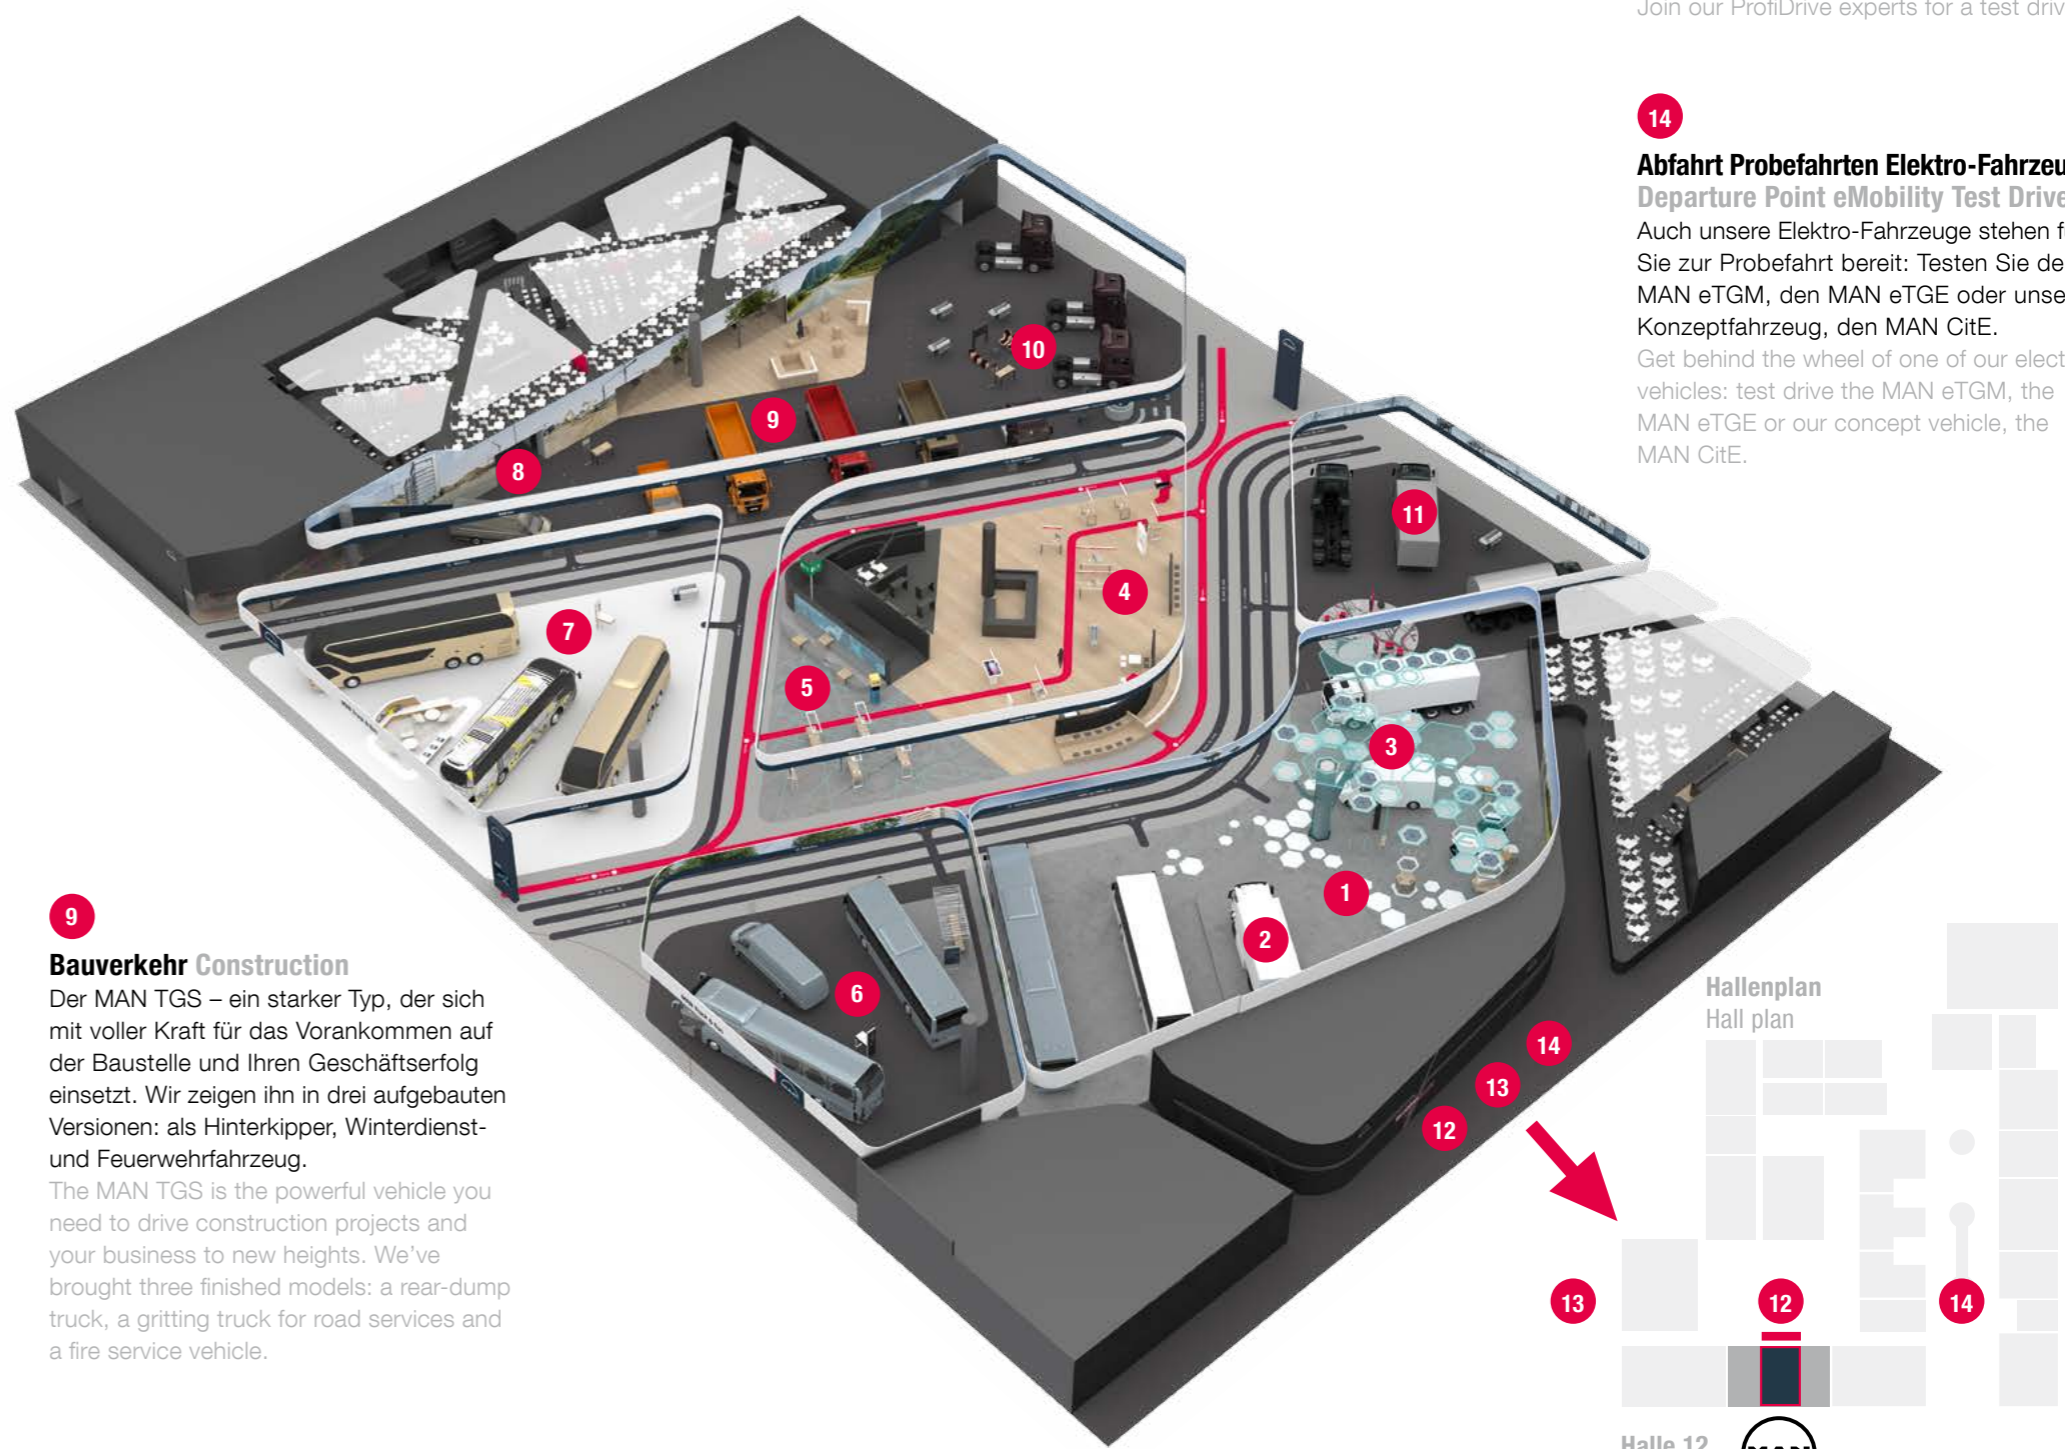 Join our ProfiDrive experts for a test driv
14
Abfahrt Probefahrten Elektro-Fahrzeu
Departure Point eMobility Test Drive
Auch unsere Elektro-Fahrzeuge stehen f
Sie zur Probefahrt bereit: Testen Sie de
MAN eTGM, den MAN eTGE oder unse
Konzeptfahrzeug, den MAN CitE.
Get behind the wheel of one of our elect
vehicles: test drive the MAN eTGM, the
MAN eTGE or our concept vehicle, the
MAN CitE.
10
9
8
11
7
4
5
3
1
2
6
14
13
12
9
Bauverkehr Construction
Der MAN TGS – ein starker Typ, der sich
mit voller Kraft für das Vorankommen auf
der Baustelle und Ihren Geschäftserfolg
einsetzt. Wir zeigen ihn in drei aufgebauten
Versionen: als Hinterkipper, Winterdienst-
und Feuerwehrfahrzeug.
The MAN TGS is the powerful vehicle you
need to drive construction projects and
your business to new heights. We’ve
brought three finished models: a rear-dump
truck, a gritting truck for road services and
a fire service vehicle.
Hallenplan
Hall plan
13
12
14
Halle 12
MAN